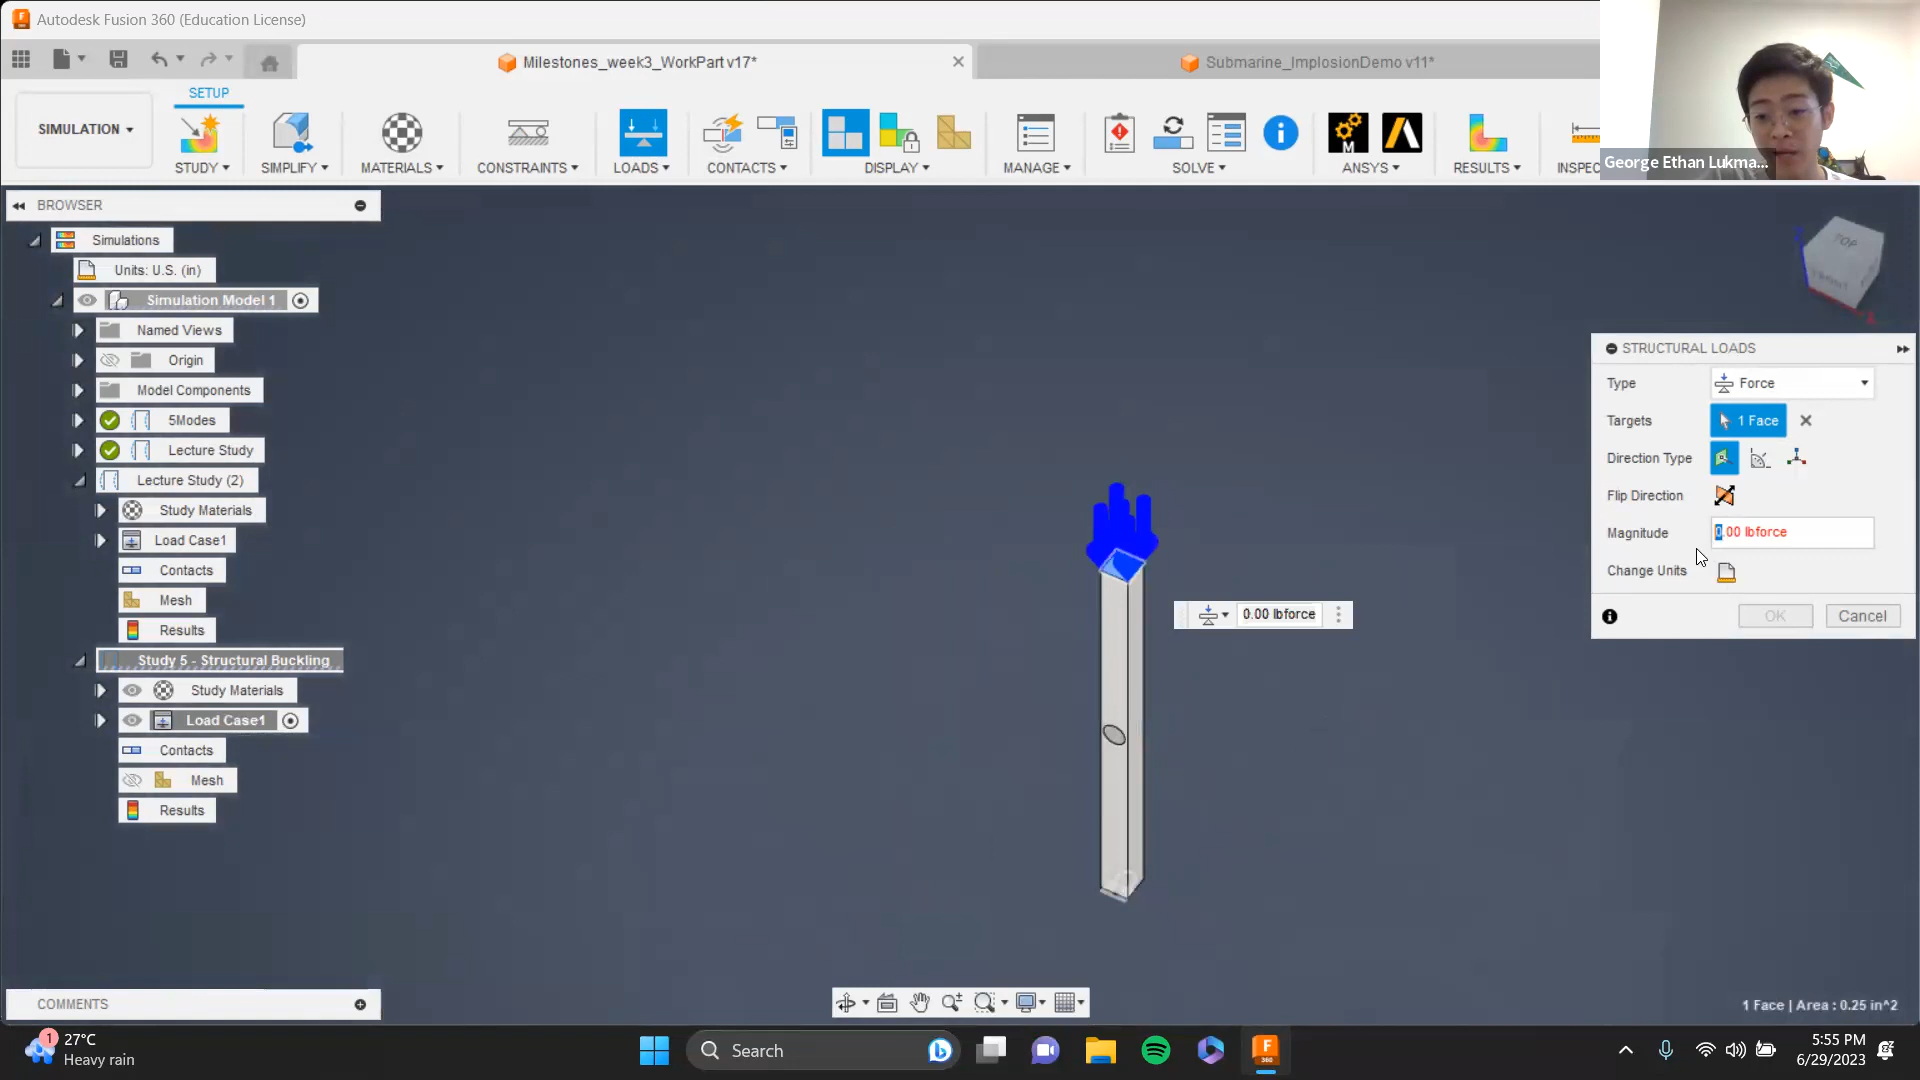 Autodesk Fusion 360 (Education License)
Milestones_week3_WorkPart v17*
Submarine_ImplosionDemo v11*
SETUP
SIMULATION
STUDY
SIMPLIFY
MATERIALS
CONSTRAINTS
LOADS
CONTACTS
DISPLAY
MANAGE
SOLVE
M
ANSYS
RESULTS
INSPEC
George Ethan Lukma...
BROWSER
Simulations
Units: U.S. (in)
Simulation Model 1
Named Views
Origin
Model Components
5Modes
Lecture Study
Lecture Study (2)
Study Materials
Load Case1
Contacts
Mesh
Results
Study 5 - Structural Buckling
Study Materials
Load Case1
Contacts
Mesh
Results
TOP
STRUCTURAL LOADS
Type
Force
Targets
1 Face
Direction Type
Flip Direction
Magnitude
0.00 lbforce
Change Units
OK
Cancel
0.00 lbforce
COMMENTS
1 Face | Area : 0.25 in^2
1
27°C
Heavy rain
Search
F
360
5:55 PM
6/29/2023